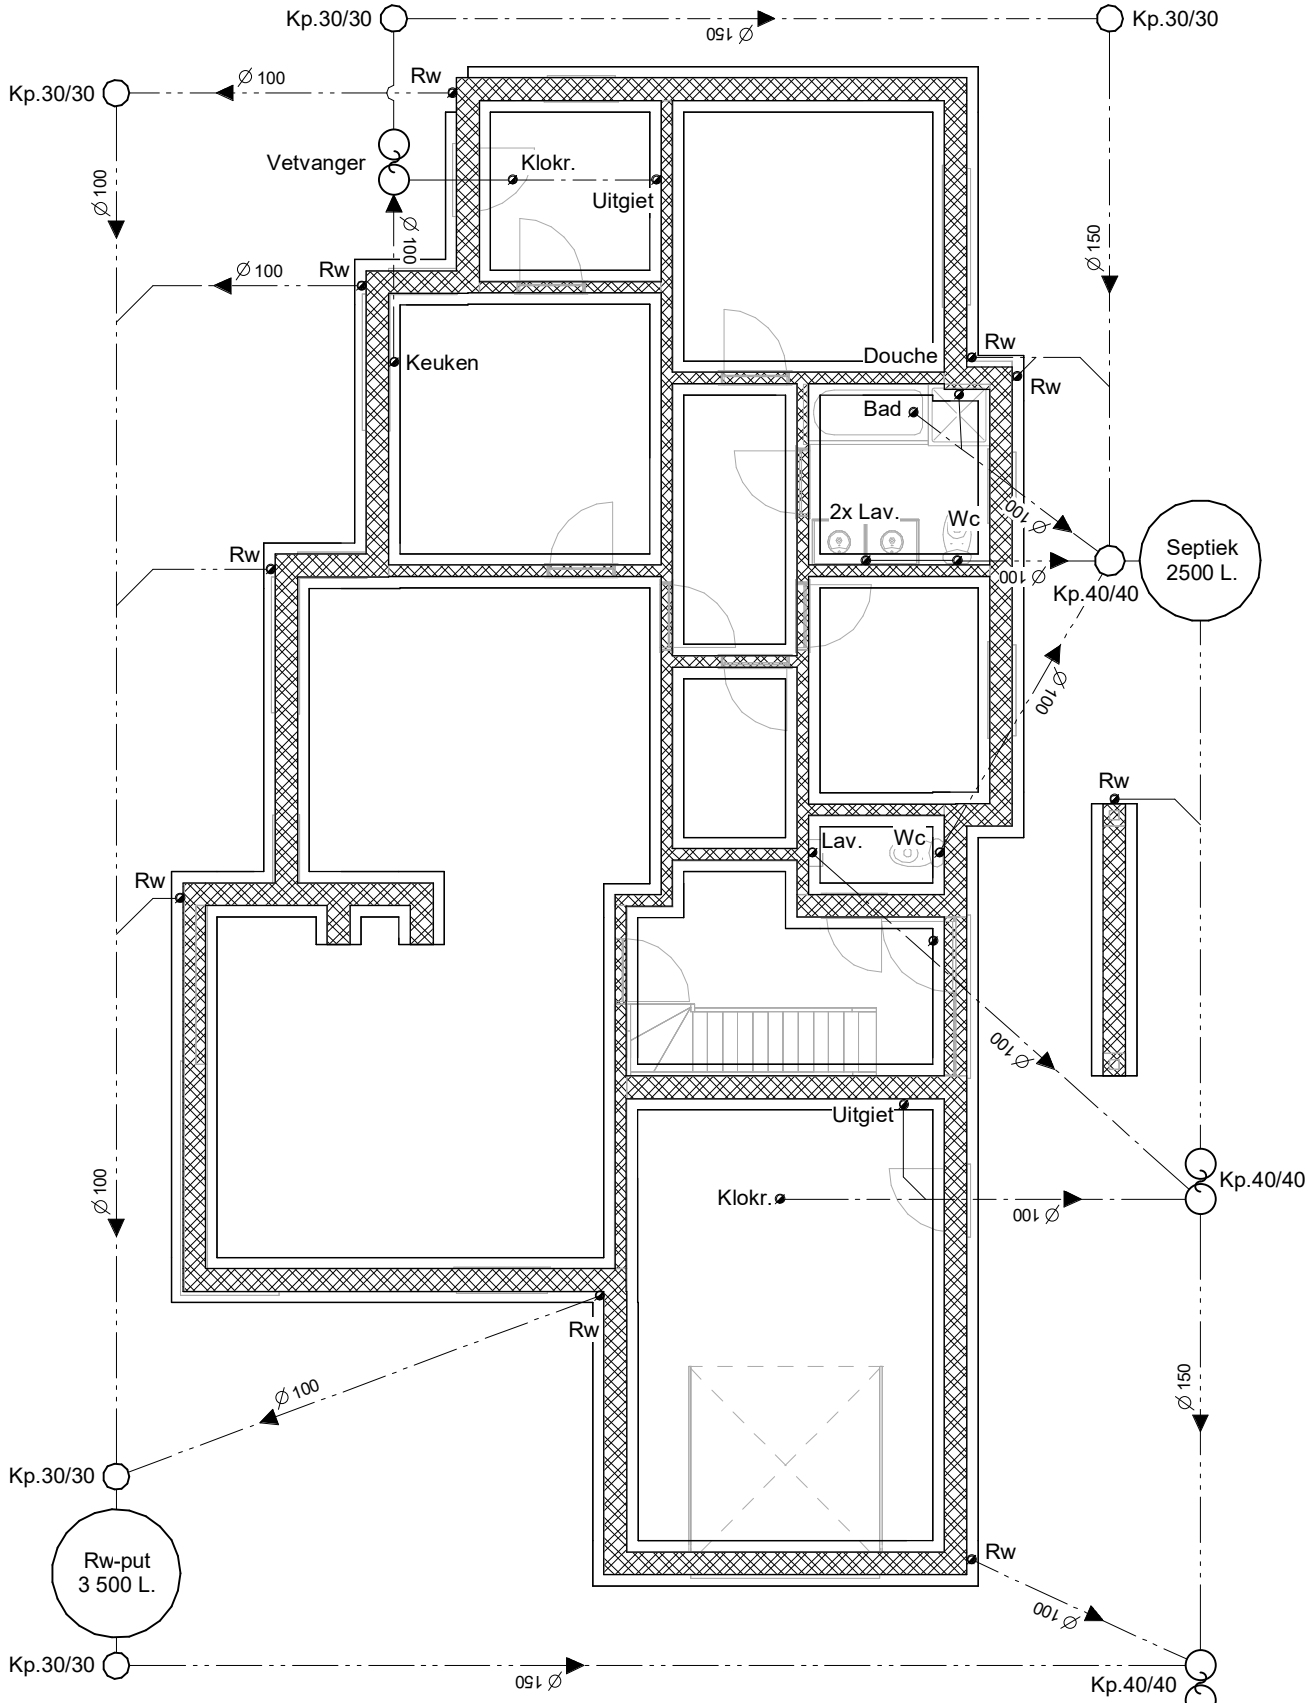 Kp.30/30
Ø 150
Kp.30/30
Kp.30/30
Ø 100
Rw
Vetvanger
Klokr.
Uitgiet
Ø 100
Ø 100
Ø 150
Ø 100
Rw
Keuken
Douche
Rw
Rw
Bad
2x Lav.
Wc
Ø 100
Ø 100
Kp.40/40
Septiek
2500 L.
Rw
Ø 100
Rw
Lav.
Wc
Rw
Ø 100
Uitgiet
Klokr.
Ø 100
Kp.40/40
Ø 100
Rw
Ø 100
Ø 150
Kp.30/30
Rw-put
3 500 L.
Rw
Ø 100
Kp.30/30
Ø 150
Kp.40/40